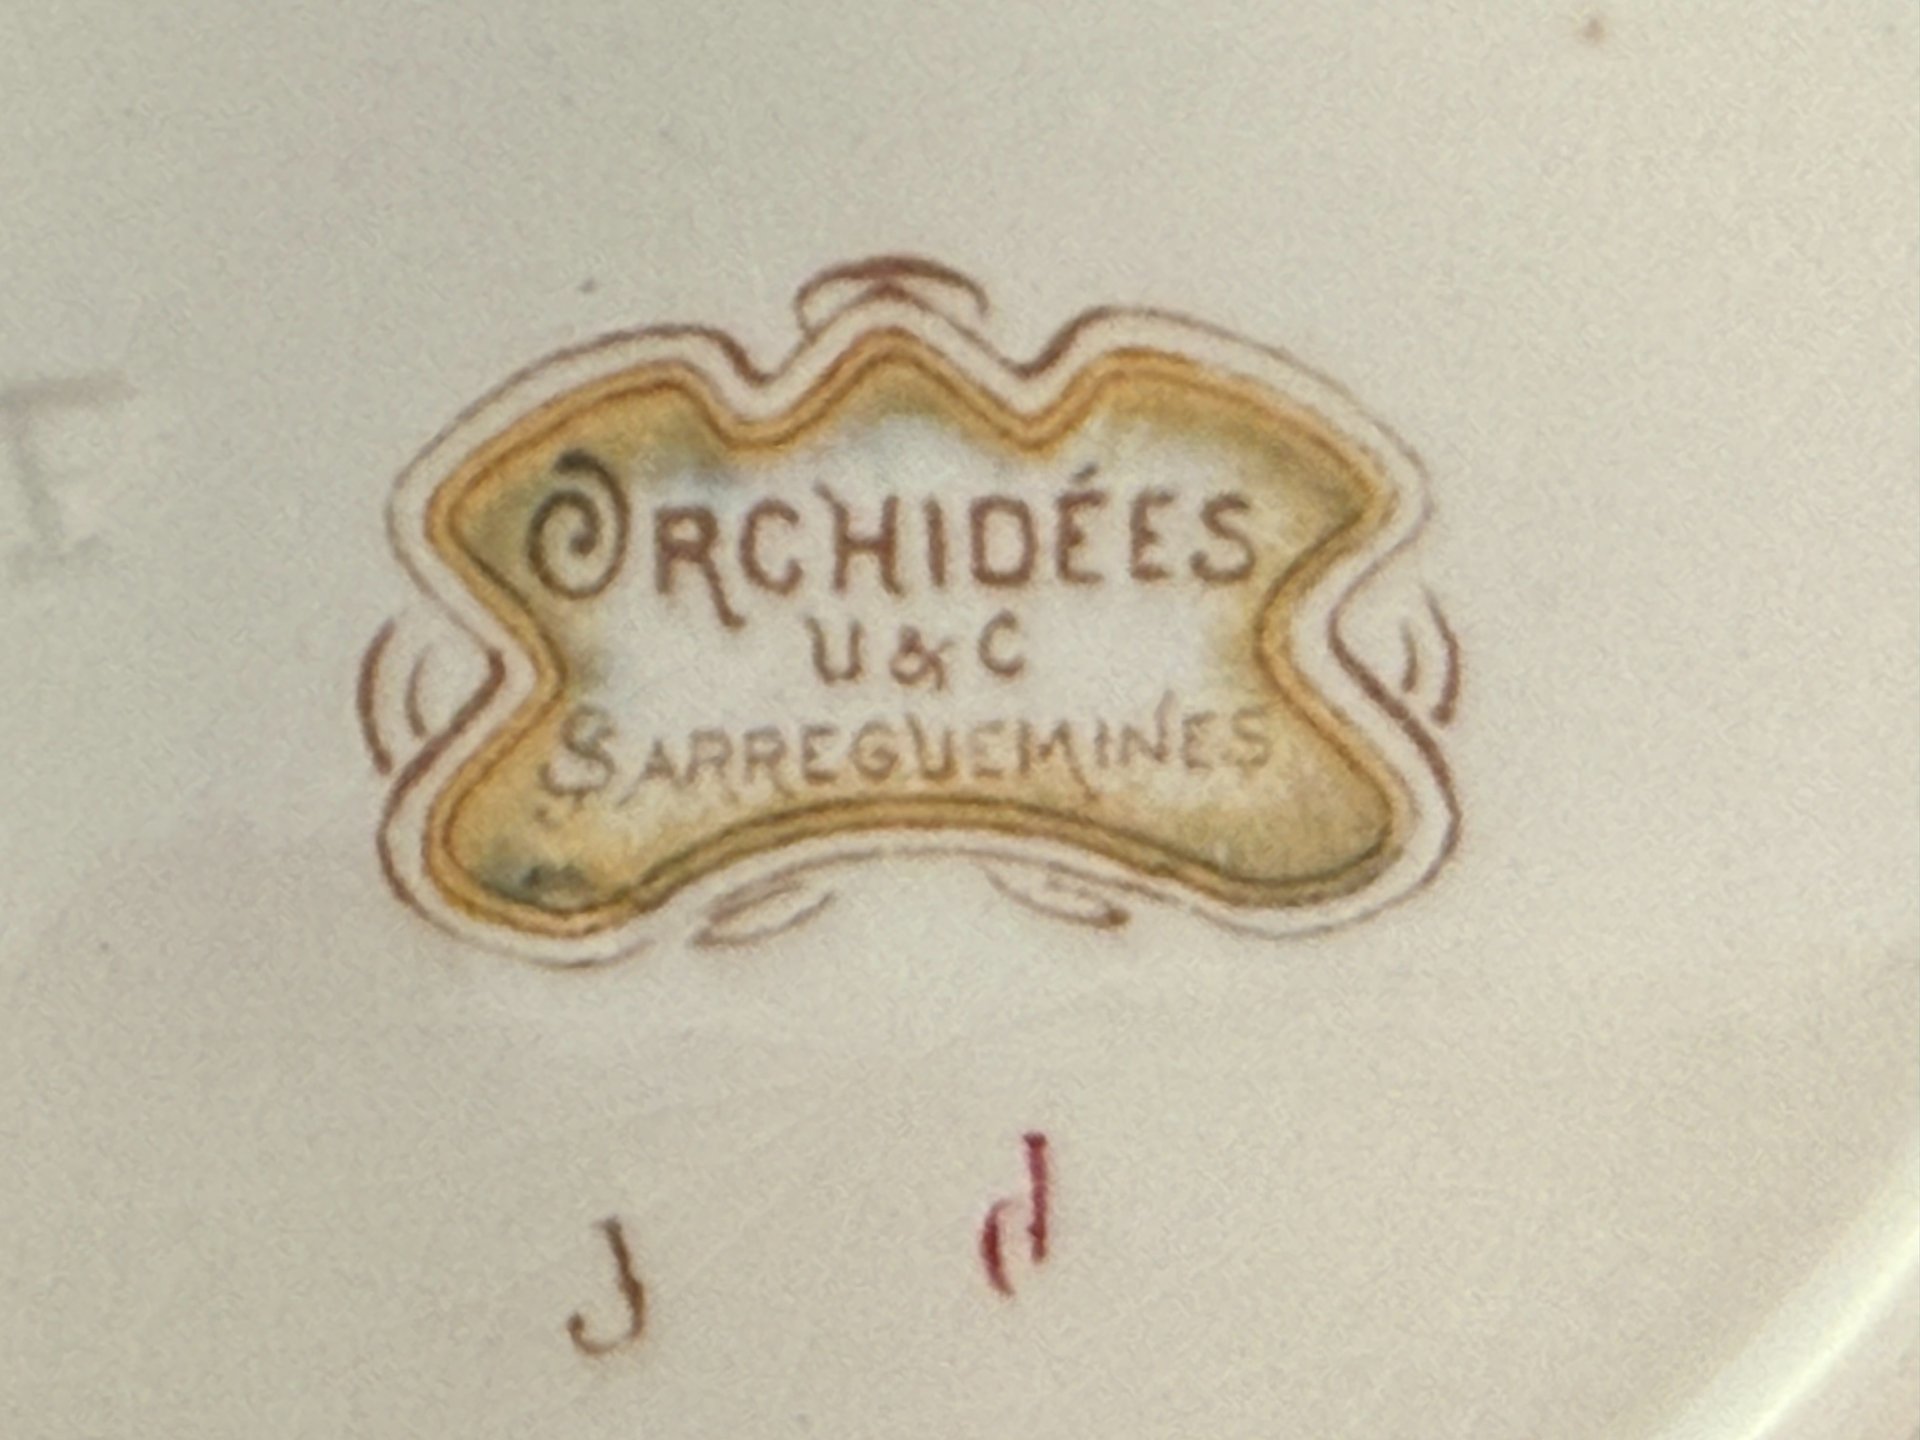 ORCHIDÉES
U & C
SARREGUEMINES
J